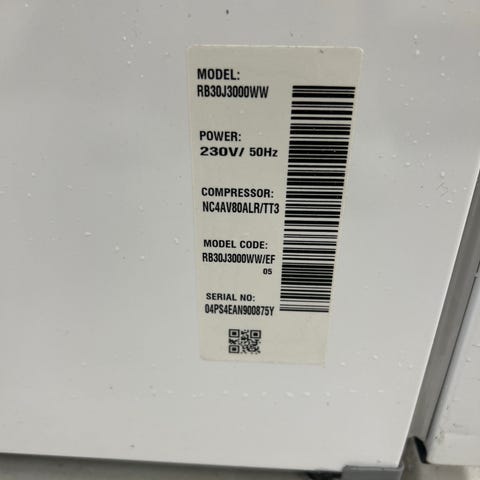 MODEL:
RB30J3000WW
POWER:
230V/ 50Hz
COMPRESSOR:
NC4AV80ALR/TT3
MODEL CODE:
RB30J3000WW/EF
05
SERIAL NO:
04PS4EAN900875Y